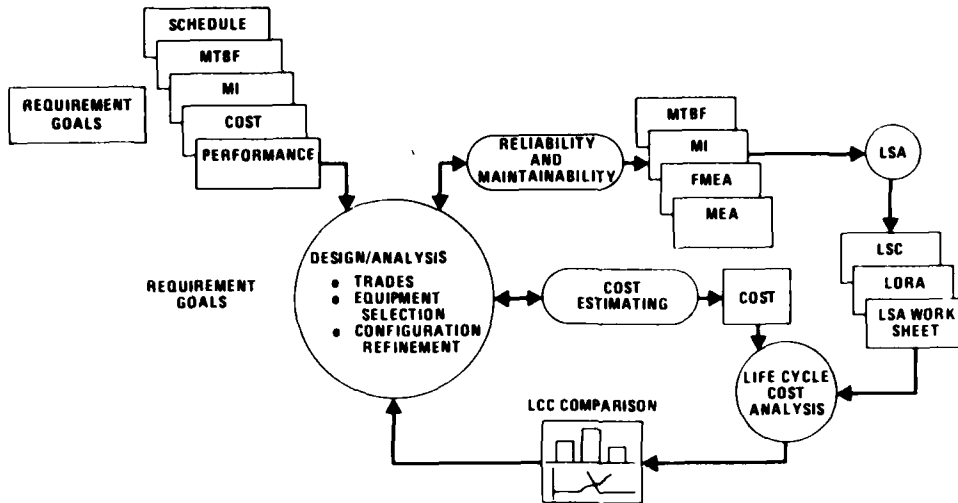 SCHEDULE
MTBF
MI
COST
PERFORMANCE
REQUIREMENT
GOALS
RELIABILITY
AND
MAINTAINABILITY
MTBF
MI
FMEA
MEA
LSA
LSC
LORA
LSA WORK
SHEET
REQUIREMENT
GOALS
DESIGN/ANALYSIS
• TRADES
• EQUIPMENT
SELECTION
• CONFIGURATION
REFINEMENT
COST
ESTIMATING
COST
LIFE CYCLE
COST
ANALYSIS
LCC COMPARISON